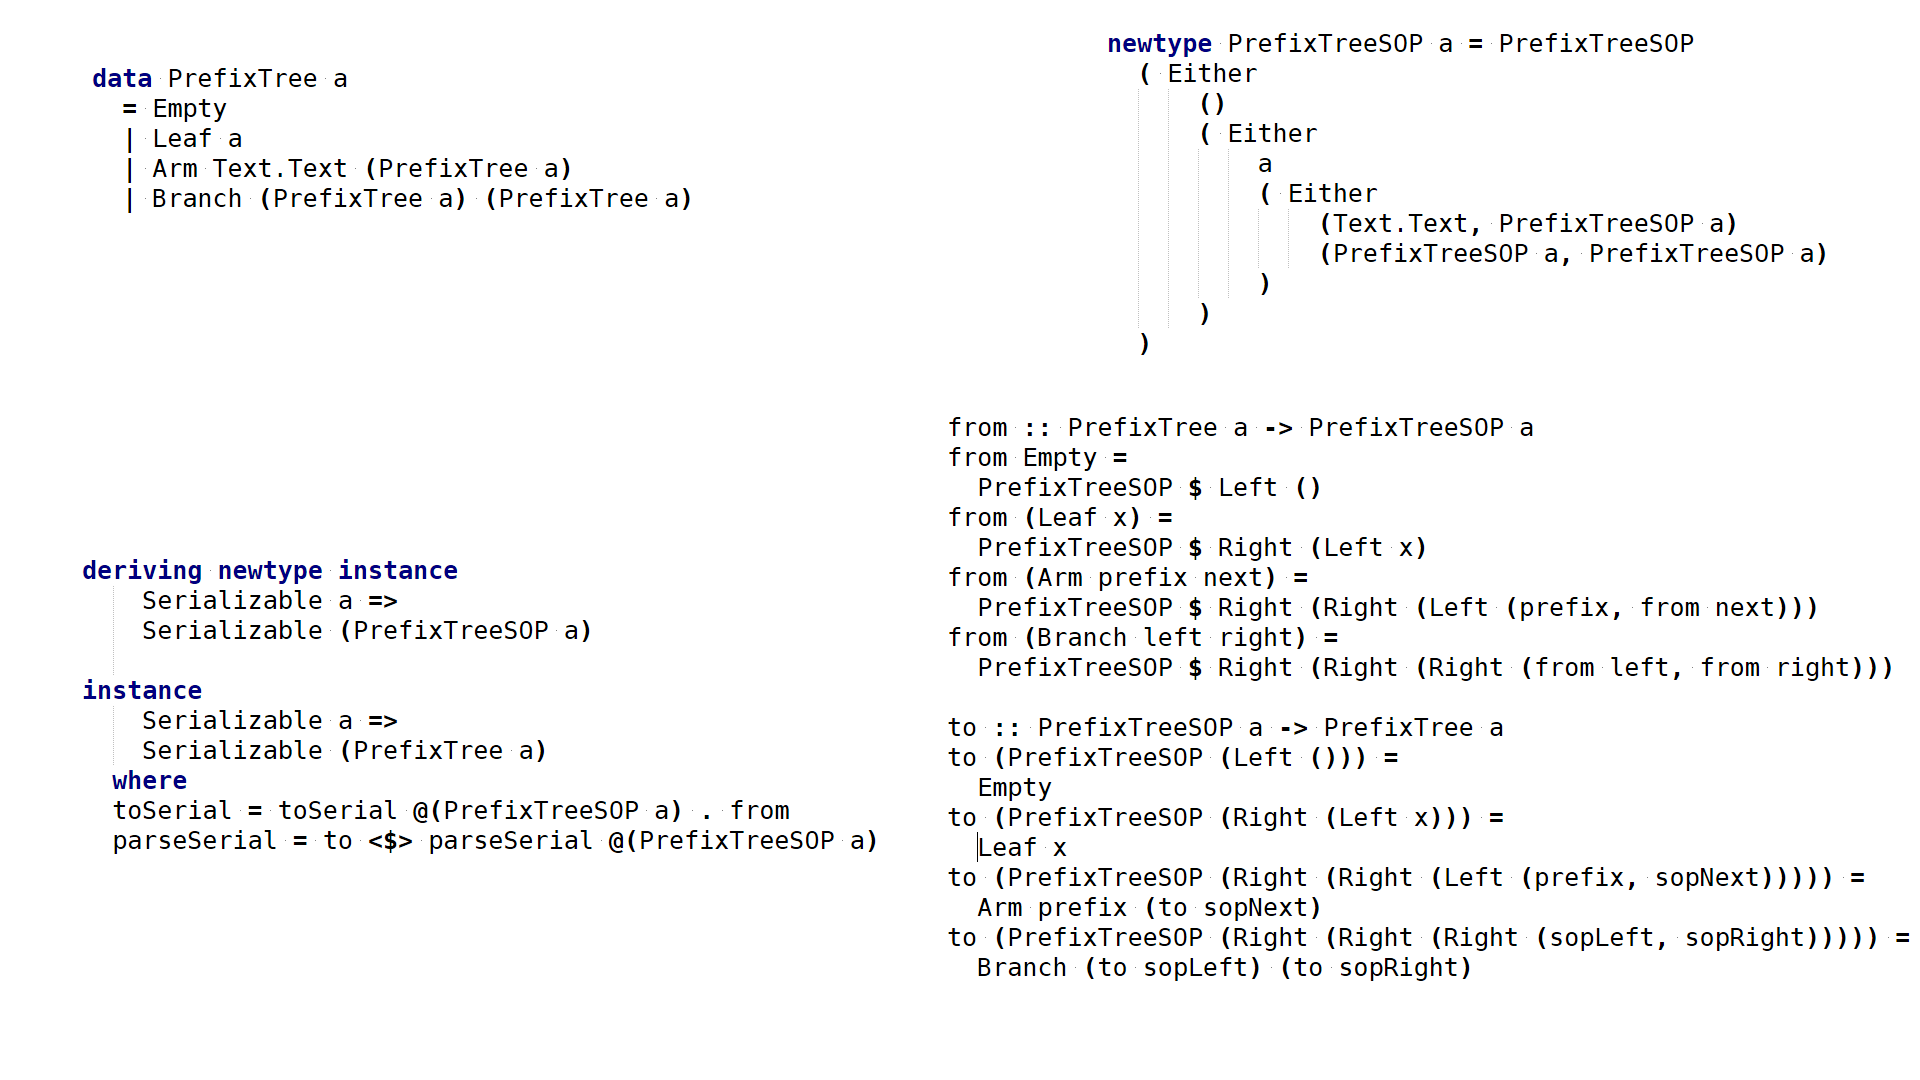 data PrefixTree a
  = Empty
  | Leaf a
  | Arm Text.Text (PrefixTree a)
  | Branch (PrefixTree a) (PrefixTree a)
newtype PrefixTreeSOP a = PrefixTreeSOP
  ( Either
      ()
      ( Either
          a
          ( Either
              (Text.Text, PrefixTreeSOP a)
              (PrefixTreeSOP a, PrefixTreeSOP a)
          )
      )
  )
deriving newtype instance
    Serializable a =>
    Serializable (PrefixTreeSOP a)

instance
    Serializable a =>
    Serializable (PrefixTree a)
  where
  toSerial = toSerial @(PrefixTreeSOP a) . from
  parseSerial = to <$> parseSerial @(PrefixTreeSOP a)
from :: PrefixTree a -> PrefixTreeSOP a
from Empty =
  PrefixTreeSOP $ Left ()
from (Leaf x) =
  PrefixTreeSOP $ Right (Left x)
from (Arm prefix next) =
  PrefixTreeSOP $ Right (Right (Left (prefix, from next)))
from (Branch left right) =
  PrefixTreeSOP $ Right (Right (Right (from left, from right)))

to :: PrefixTreeSOP a -> PrefixTree a
to (PrefixTreeSOP (Left ())) =
  Empty
to (PrefixTreeSOP (Right (Left x))) =
  Leaf x
to (PrefixTreeSOP (Right (Right (Left (prefix, sopNext))))) =
  Arm prefix (to sopNext)
to (PrefixTreeSOP (Right (Right (Right (sopLeft, sopRight))))) =
  Branch (to sopLeft) (to sopRight)